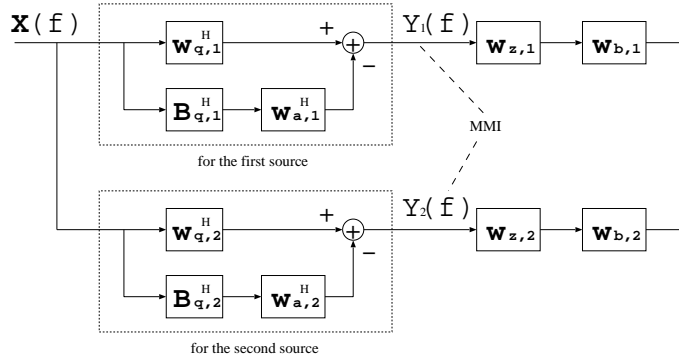 X(f)
w_{q,1}^H
+
+
−
Y_1(f)
w_{z,1}
w_{b,1}
B_{q,1}^H
w_{a,1}^H
MMI
for the first source
w_{q,2}^H
+
+
−
Y_2(f)
w_{z,2}
w_{b,2}
B_{q,2}^H
w_{a,2}^H
for the second source